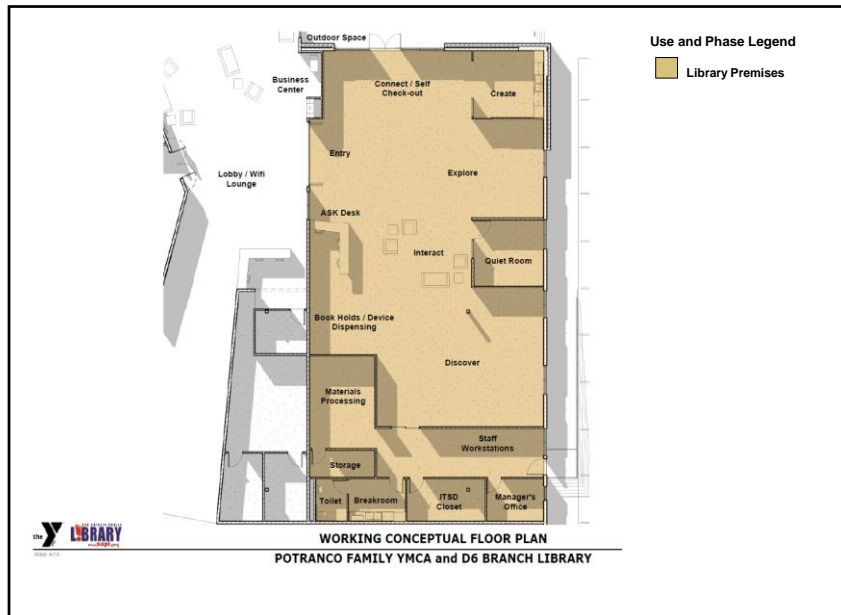 Use and Phase Legend
Library Premises
Outdoor Space
Business
Center
Connect / Self
Check-out
Create
Entry
Explore
Lobby / Wifi
Lounge
ASK Desk
Interact
Quiet Room
Book Holds / Device
Dispensing
Discover
Materials
Processing
Staff
Workstations
Storage
Toilet
Breakroom
ITSD
Closet
Manager's
Office
the Y
LIBRARY
WORKING CONCEPTUAL FLOOR PLAN
POTRANCO FAMILY YMCA and D6 BRANCH LIBRARY